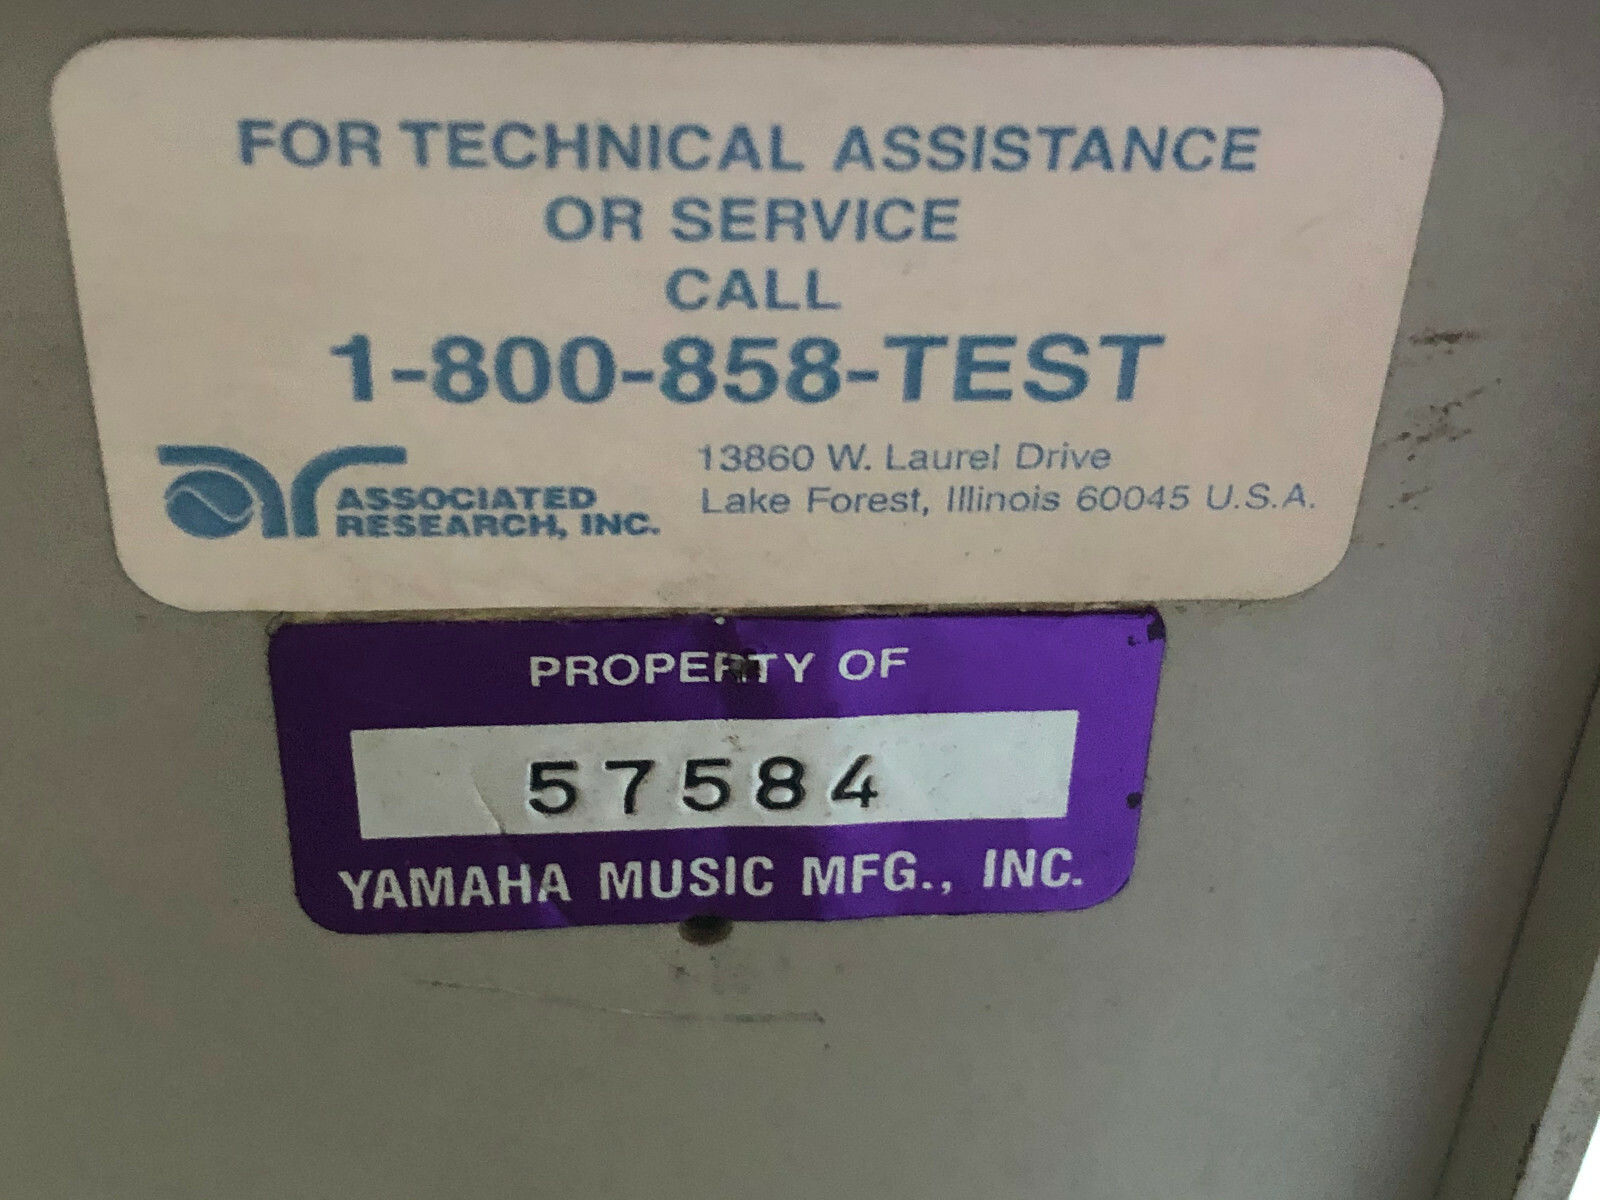 FOR TECHNICAL ASSISTANCE
OR SERVICE
CALL
1-800-858-TEST
ar ASSOCIATED
RESEARCH, INC.
13860 W. Laurel Drive
Lake Forest, Illinois 60045 U.S.A.
PROPERTY OF
57584
YAMAHA MUSIC MFG., INC.